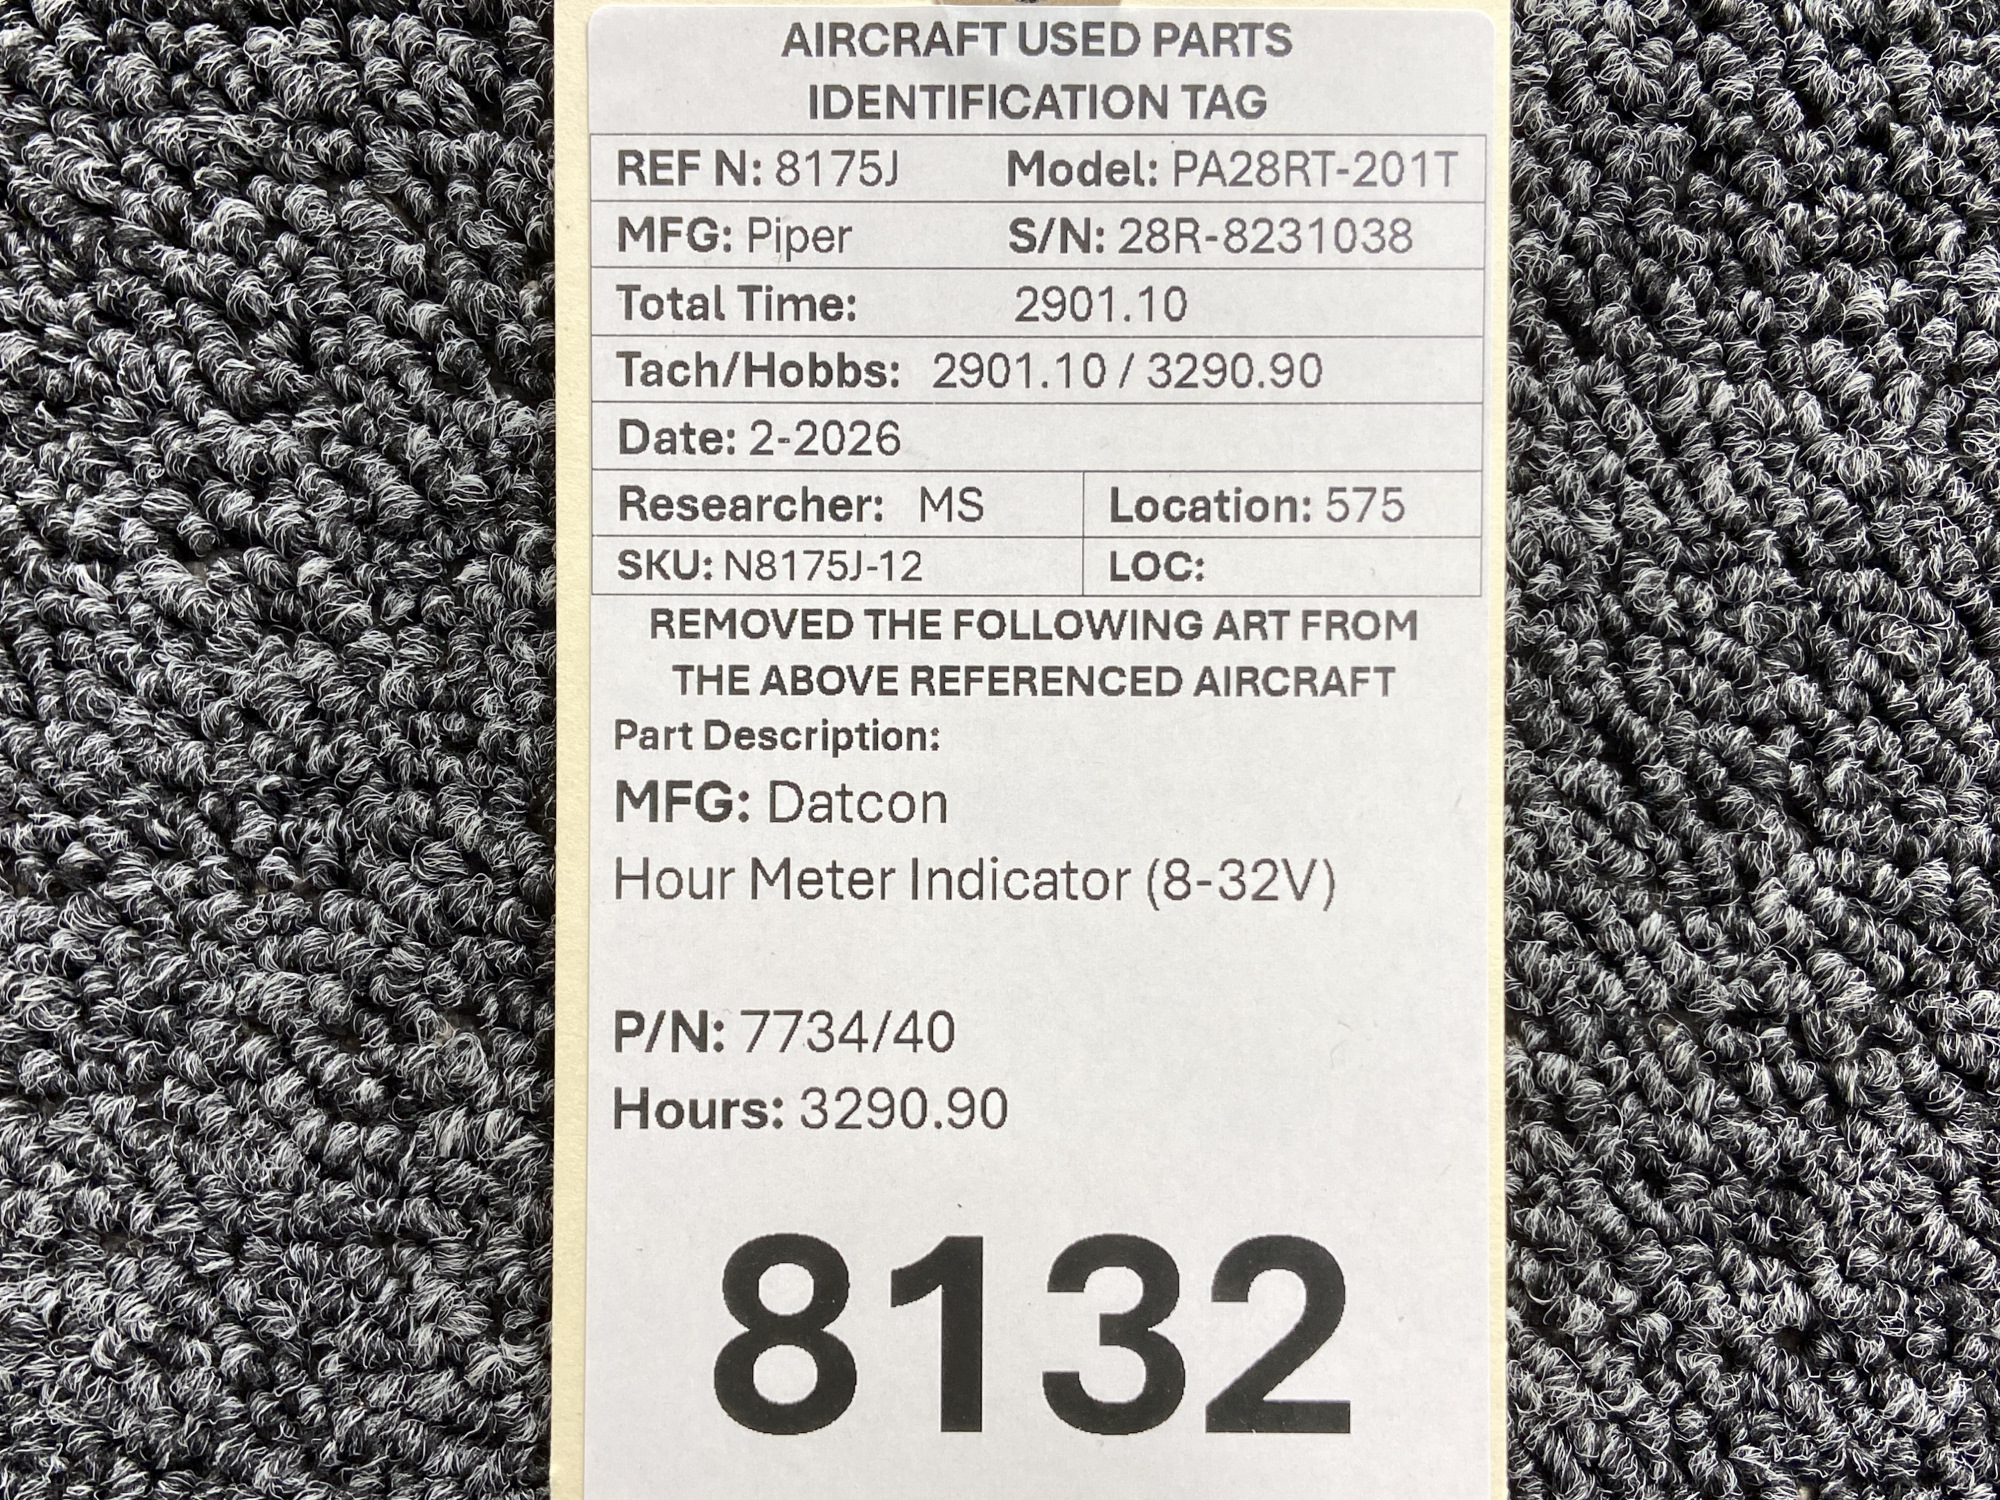 AIRCRAFT USED PARTS
IDENTIFICATION TAG
REF N: 8175J Model: PA28RT-201T
MFG: Piper S/N: 28R-8231038
Total Time: 2901.10
Tach/Hobbs: 2901.10 / 3290.90
Date: 2-2026
Researcher: MS Location: 575
SKU: N8175J-12 LOC:
REMOVED THE FOLLOWING ART FROM
THE ABOVE REFERENCED AIRCRAFT
Part Description:
MFG: Datcon
Hour Meter Indicator (8-32V)
P/N: 7734/40
Hours: 3290.90
8132